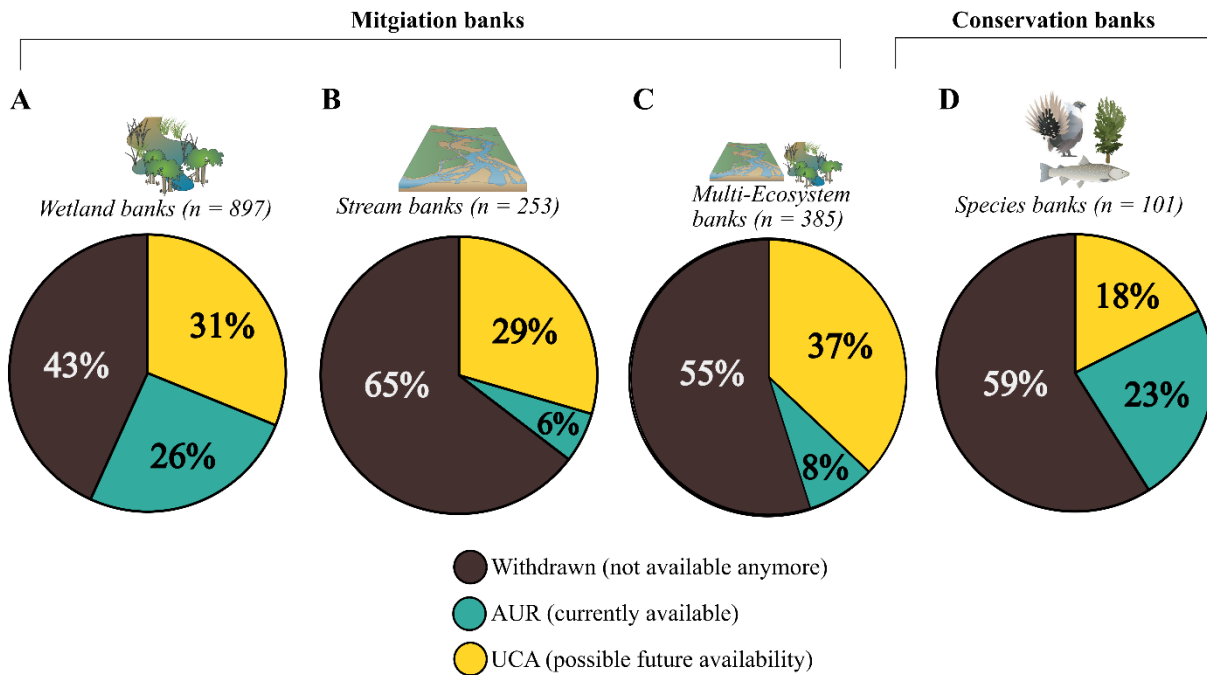 Mitgiation banks
Conservation banks
A
B
C
D
Wetland banks (n = 897)
Stream banks (n = 253)
Multi-Ecosystem
banks (n = 385)
Species banks (n = 101)
31%
43%
26%
29%
65%
6%
37%
55%
8%
18%
59%
23%
Withdrawn (not available anymore)
AUR (currently available)
UCA (possible future availability)